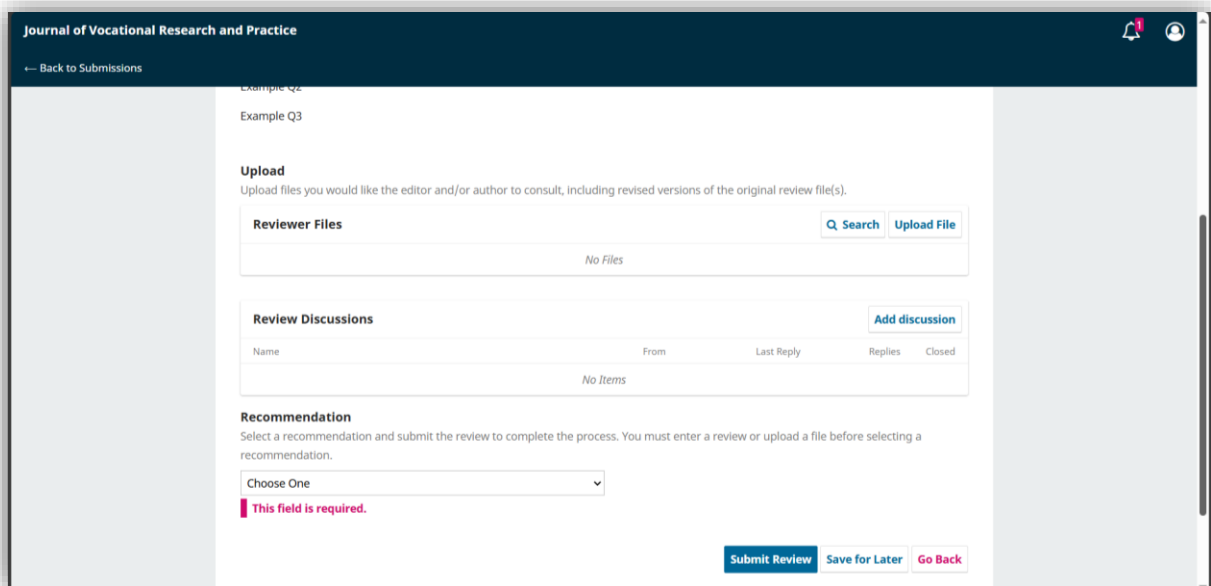 Journal of Vocational Research and Practice
1
← Back to Submissions
Example Q2
Example Q3
Upload
Upload files you would like the editor and/or author to consult, including revised versions of the original review file(s).
Reviewer Files
Search
Upload File
No Files
Review Discussions
Add discussion
Name From Last Reply Replies Closed
No Items
Recommendation
Select a recommendation and submit the review to complete the process. You must enter a review or upload a file before selecting a
recommendation.
Choose One
This field is required.
Submit Review Save for Later Go Back